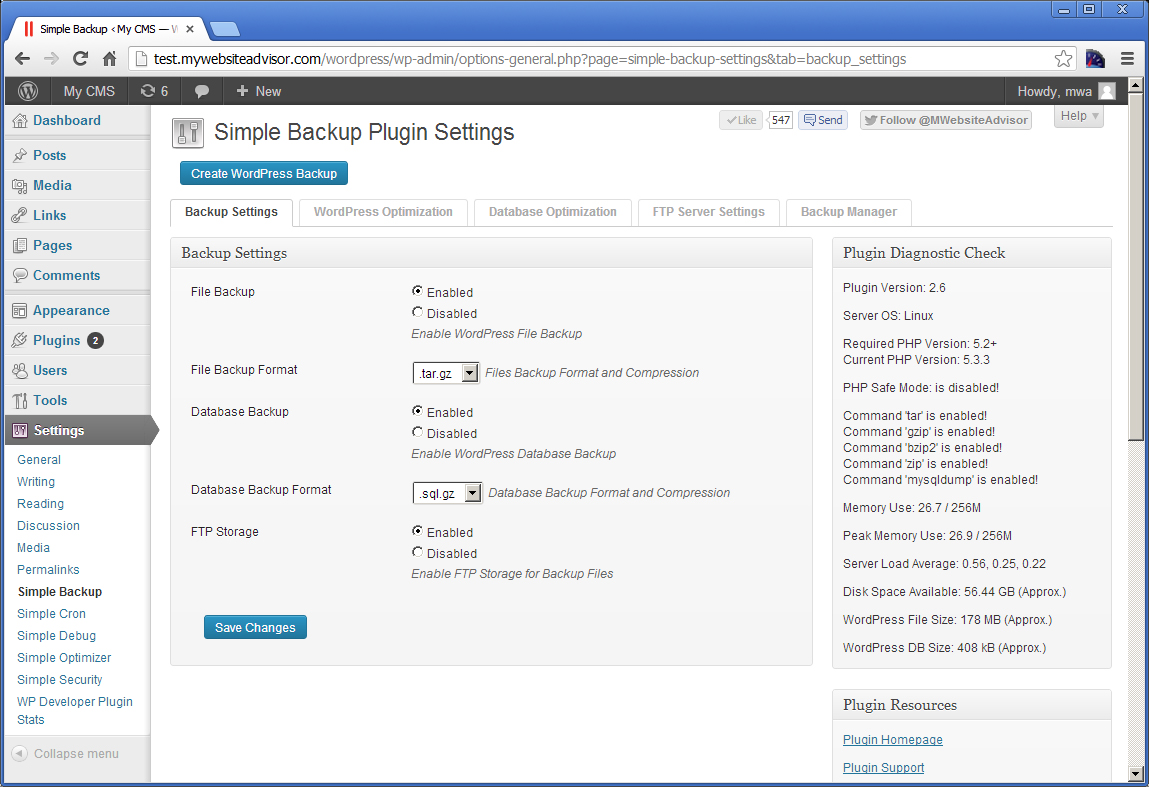 Simple Backup ‹ My CMS — W
test.mywebsiteadvisor.com/wordpress/wp-admin/options-general.php?page=simple-backup-settings&tab=backup_settings
My CMS 6 + New Howdy, mwa
Dashboard
Posts
Media
Links
Pages
Comments
Appearance
Plugins 2
Users
Tools
Settings
General
Writing
Reading
Discussion
Media
Permalinks
Simple Backup
Simple Cron
Simple Debug
Simple Optimizer
Simple Security
WP Developer Plugin
Stats
Collapse menu
Simple Backup Plugin Settings
Like 547 Send Follow @MWebsiteAdvisor Help
Create WordPress Backup
Backup Settings WordPress Optimization Database Optimization FTP Server Settings Backup Manager
Backup Settings
File Backup Enabled
Disabled
Enable WordPress File Backup
File Backup Format .tar.gz Files Backup Format and Compression
Database Backup Enabled
Disabled
Enable WordPress Database Backup
Database Backup Format .sql.gz Database Backup Format and Compression
FTP Storage Enabled
Disabled
Enable FTP Storage for Backup Files
Save Changes
Plugin Diagnostic Check
Plugin Version: 2.6
Server OS: Linux
Required PHP Version: 5.2+
Current PHP Version: 5.3.3
PHP Safe Mode: is disabled!
Command 'tar' is enabled!
Command 'gzip' is enabled!
Command 'bzip2' is enabled!
Command 'zip' is enabled!
Command 'mysqldump' is enabled!
Memory Use: 26.7 / 256M
Peak Memory Use: 26.9 / 256M
Server Load Average: 0.56, 0.25, 0.22
Disk Space Available: 56.44 GB (Approx.)
WordPress File Size: 178 MB (Approx.)
WordPress DB Size: 408 kB (Approx.)
Plugin Resources
Plugin Homepage
Plugin Support